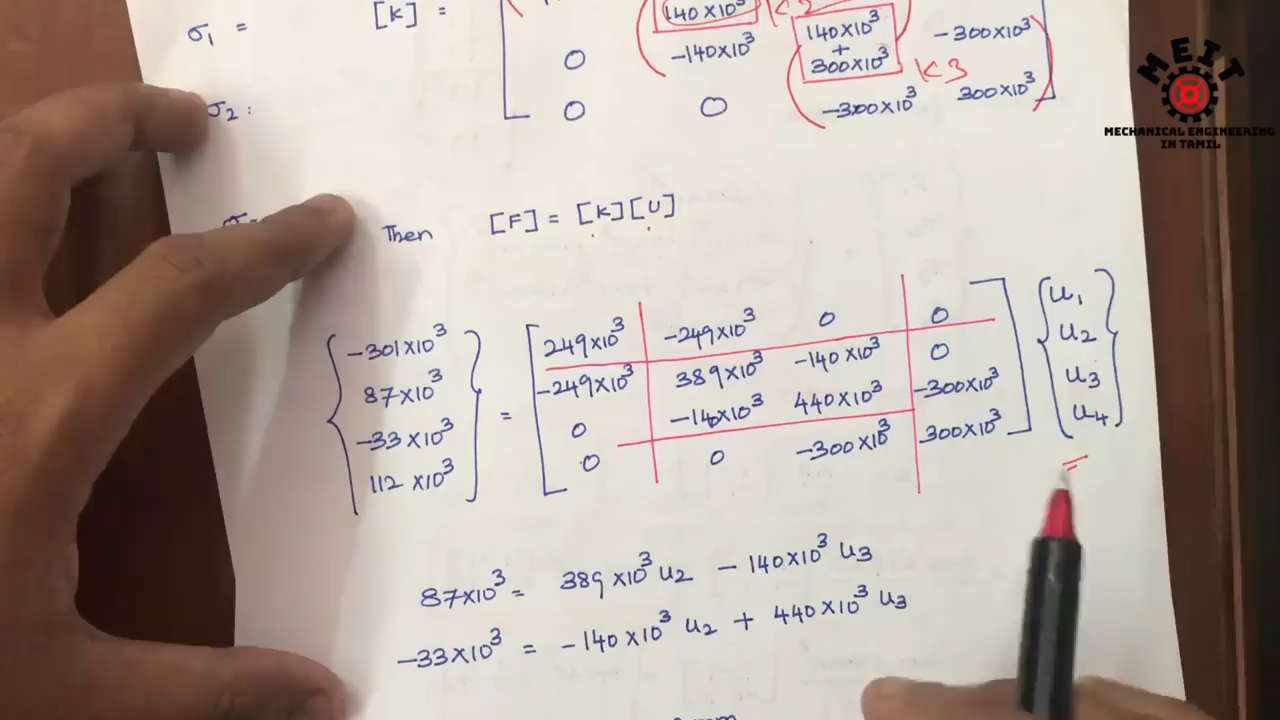 σ₁ = [K] =
140×10³ K2 140×10³ -300×10³
0 -140×10³ + 300×10³ K3
0 0 -300×10³ 300×10³
σ₂ :
MEIT
MECHANICAL ENGINEERING
IN TAMIL
Then [F] = [K][U]
-301×10³ 249×10³ -249×10³ 0 0 u₁
87×10³ -249×10³ 389×10³ -140×10³ 0 u₂
= -33×10³ 0 -140×10³ 440×10³ -300×10³ u₃
112×10³ 0 0 -300×10³ 300×10³ u₄
87×10³ = 389×10³ u₂ - 140×10³ u₃
-33×10³ = -140×10³ u₂ + 440×10³ u₃